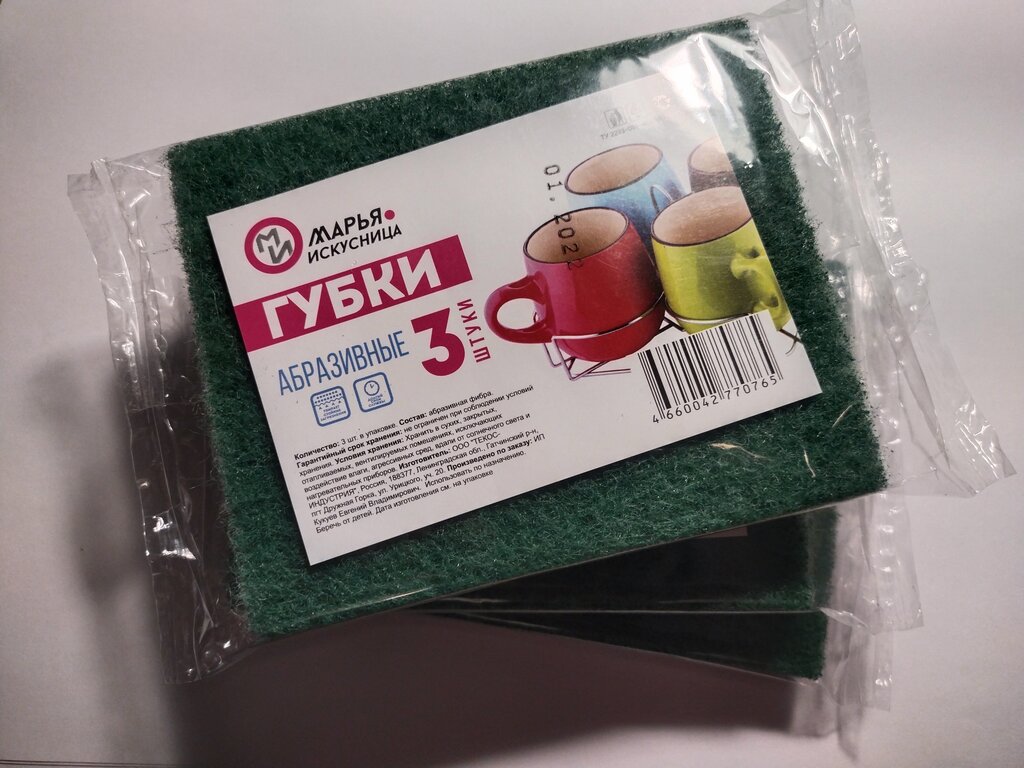 МИ
МАРЬЯ
ИСКУСНИЦА
ГУБКИ
АБРАЗИВНЫЕ
3
ШТУКИ
01.2022
4 660042 770765
Количество: 3 шт в упаковке. Состав: абразивная фибра.
Гарантийный срок хранения: не ограничен при соблюдении условий
хранения. Условия хранения: Хранить в сухих, закрытых,
отапливаемых, вентилируемых помещениях, исключающих
воздействие влаги, агрессивных сред, вдали от солнечного света и
нагревательных приборов. Изготовитель: ООО "ТЕКОС-
ИНДУСТРИЯ", Россия, 188377, Ленинградская обл., Гатчинский р-н,
пгт Дружная Горка, ул. Урицкого, уч. 20. Произведено по заказу: ИП
Кукуев Евгений Владимирович. Использовать по назначению.
Беречь от детей. Дата изготовления см. на упаковке